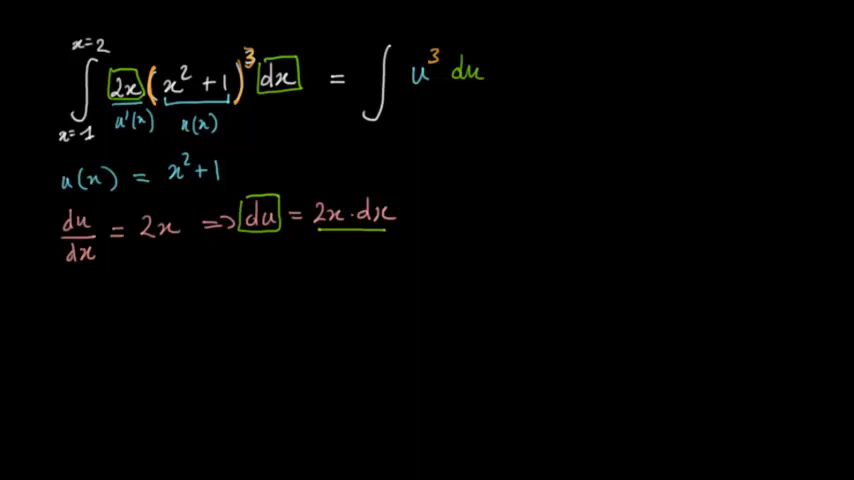 x=2
∫ 2x (x² + 1)³ dx = ∫ u³ du
x=1 u'(x) u(x)
u(x) = x² + 1
du/dx = 2x ⇒ du = 2x · dx